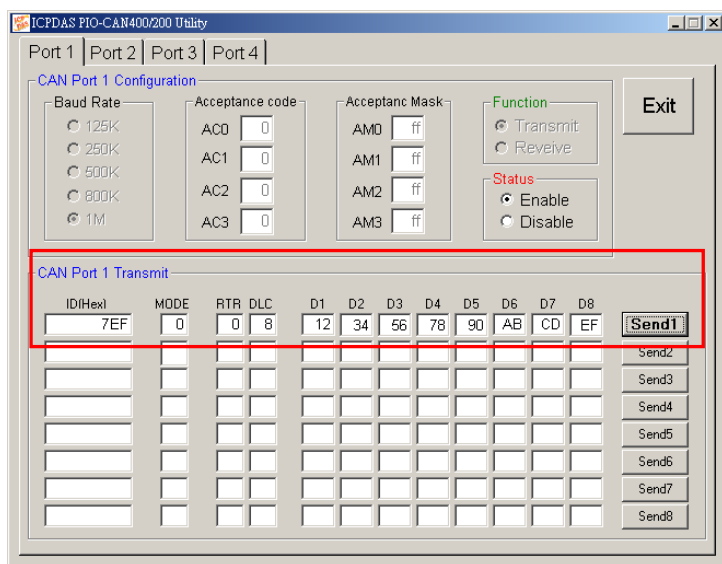 ICPDAS PIO-CAN400/200 Utility
Port 1 Port 2 Port 3 Port 4
CAN Port 1 Configuration
Baud Rate
125K
250K
500K
800K
1M
Acceptance code
AC0 0
AC1 0
AC2 0
AC3 0
Acceptanc Mask
AM0 ff
AM1 ff
AM2 ff
AM3 ff
Function
Transmit
Reveive
Status
Enable
Disable
Exit
CAN Port 1 Transmit
ID(Hex) MODE RTR DLC D1 D2 D3 D4 D5 D6 D7 D8
7EF 0 0 8 12 34 56 78 90 AB CD EF Send1
Send2
Send3
Send4
Send5
Send6
Send7
Send8